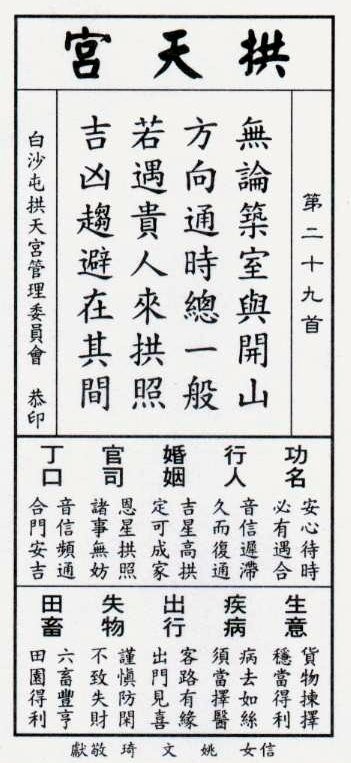 拱天宮
第二十九首
無論築室與開山
方向通時總一般
若遇貴人來拱照
吉凶趨避在其間
白沙屯拱天宮管理委員會 恭印
功名
安心待時
必有遇合
行人
音信遲滯
久而復通
婚姻
吉星高拱
定可成家
官司
恩星拱照
諸事無妨
丁口
音信頻通
合門安吉
生意
貨物揀擇
穩當得利
疾病
病去如絲
須當擇醫
出行
客路有緣
出門見喜
失物
謹慎防閑
不致失財
田畜
六畜豐亨
田園得利
信女姚文琦敬獻